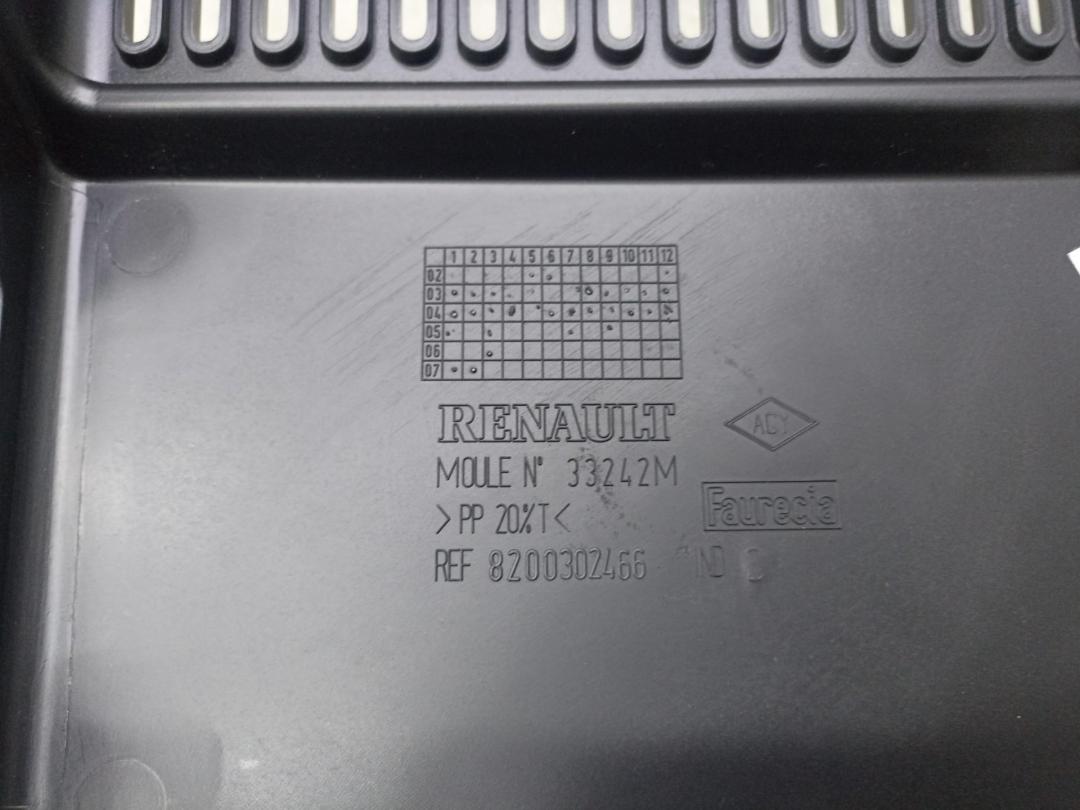 1 2 3 4 5 6 7 8 9 10 11 12
02
03
04
05
06
07
RENAULT
ACY
MOULE N° 33242M
Faurecia
>PP 20%T<
REF 8200302466 IND C